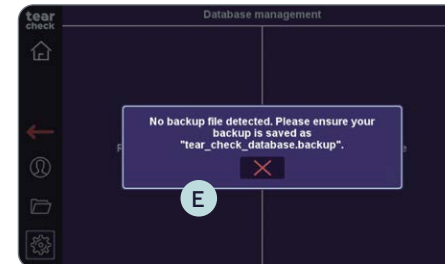 tear
check
Database management
No backup file detected. Please ensure your
backup is saved as
"tear_check_database.backup".
E